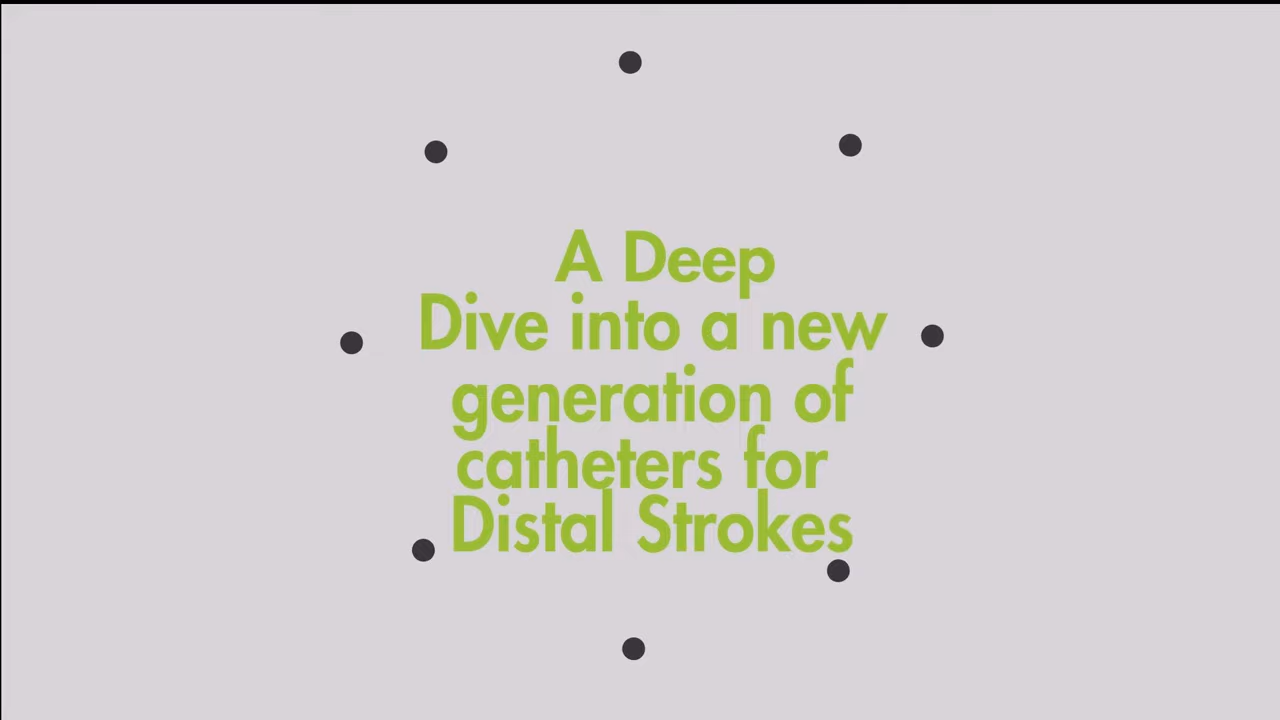 A Deep
Dive into a new
generation of
catheters for
Distal Strokes